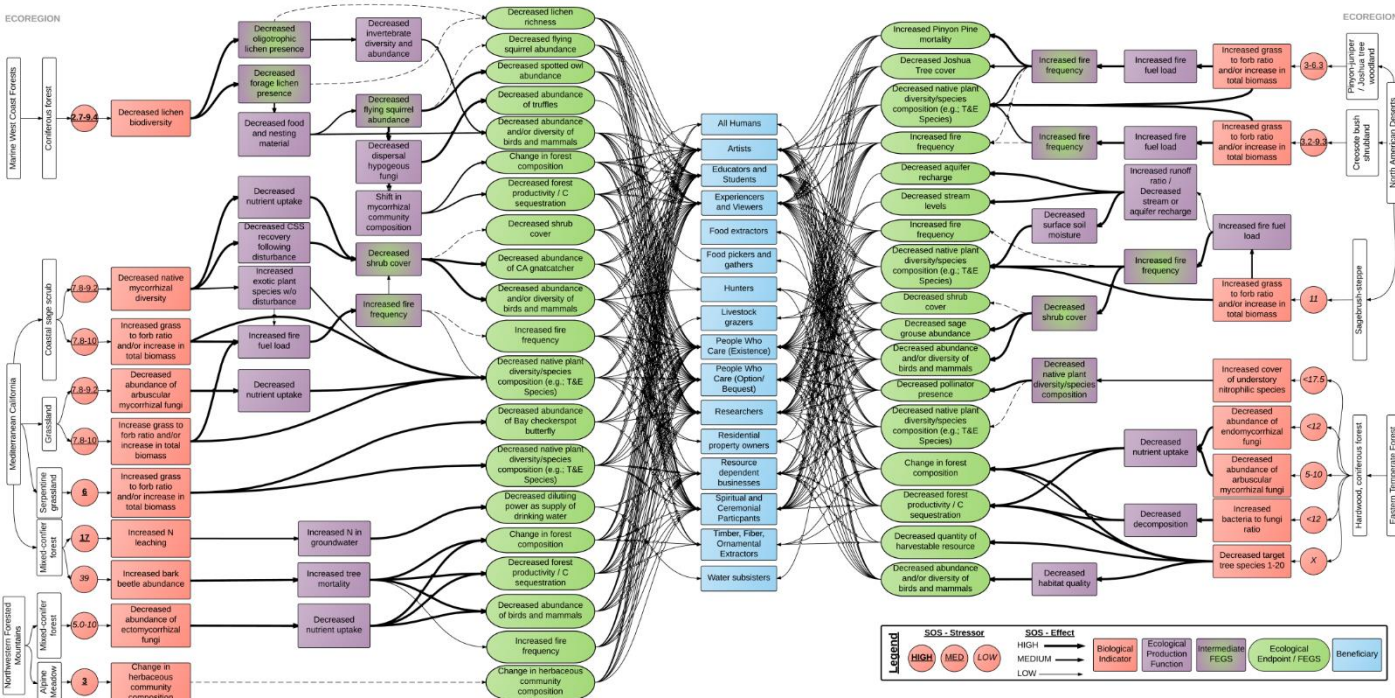 ECOREGION
Marine West Coast Forests
Coniferous forest
2.7-9.4
Decreased lichen
biodiversity
Decreased
oligotrophic
lichen presence
Decreased
forage lichen
presence
Decreased food
and nesting
material
Decreased
invertebrate
diversity and
abundance
Decreased
flying squirrel
abundance
Decreased
dispersal
hypogeous
fungi
Shift in
mycorrhizal
community
composition
Mediterranean California
Coastal sage scrub
7.8-9.2
Decreased native
mycorrhizal
diversity
7.8-10
Increased grass
to forb ratio
and/or increase in
total biomass
Decreased
nutrient uptake
Decreased CSS
recovery
following
disturbance
Increased
exotic plant
species w/o
disturbance
Increased fire
fuel load
Decreased
shrub cover
Increased fire
frequency
Grassland
7.8-9.2
Decreased
abundance of
arbuscular
mycorrhizal fungi
Decreased
nutrient uptake
7.8-10
Increase grass to
forb ratio and/or
increase in total
biomass
Serpentine
grassland
6
Increased grass
to forb ratio
and/or increase in
total biomass
Mixed-conifer
forest
17
Increased N
leaching
Increased N in
groundwater
39
Increased bark
beetle abundance
Increased tree
mortality
Northwestern Forested
Mountains
Mixed-conifer
forest
5.0-10
Decreased
abundance of
ectomycorrhizal
fungi
Decreased
nutrient uptake
Alpine
Meadow
3
Change in
herbaceous
community
composition
Decreased lichen
richness
Decreased flying
squirrel abundance
Decreased spotted owl
abundance
Decreased abundance
of truffles
Decreased abundance
and/or diversity of
birds and mammals
Change in forest
composition
Decreased forest
productivity / C
sequestration
Decreased shrub
cover
Decreased abundance
of CA gnatcatcher
Decreased abundance
and/or diversity of
birds and mammals
Increased fire
frequency
Decreased native plant
diversity/species
composition (e.g.; T&E
Species)
Decreased abundance
of Bay checkerspot
butterfly
Decreased native plant
diversity/species
composition (e.g.; T&E
Species)
Decreased diluting
power as supply of
drinking water
Change in forest
composition
Decreased forest
productivity / C
sequestration
Decreased abundance
of birds and mammals
Increased fire
frequency
Change in herbaceous
community
composition
All Humans
Artists
Educators and
Students
Experiencers
and Viewers
Food extractors
Food pickers and
gathers
Hunters
Livestock
grazers
People Who
Care (Existence)
People Who
Care (Option/
Bequest)
Researchers
Residential
property owners
Resource
dependent
businesses
Spiritual and
Ceremonial
Particpants
Timber, Fiber,
Ornamental
Extractors
Water subsisters
Increased Pinyon Pine
mortality
Decreased Joshua
Tree cover
Decreased native plant
diversity/species
composition (e.g.; T&E
Species)
Increased fire
frequency
Decreased aquifer
recharge
Decreased stream
levels
Increased fire
frequency
Decreased native plant
diversity/species
composition (e.g.; T&E
Species)
Decreased shrub
cover
Decreased sage
grouse abundance
Decreased abundance
and/or diversity of
birds and mammals
Decreased pollinator
presence
Decreased native plant
diversity/species
composition (e.g.; T&E
Species)
Change in forest
composition
Decreased forest
productivity / C
sequestration
Decreased quantity of
harvestable resource
Decreased abundance
and/or diversity of
birds and mammals
ECOREGION
Increased fire
frequency
Increased fire
fuel load
Increased grass
to forb ratio
and/or increase in
total biomass
3-6.3
Pinyon-juniper
/ Joshua tree
woodland
Increased fire
frequency
Increased fire
fuel load
Increased grass
to forb ratio
and/or increase in
total biomass
3.2-9.3
Creosote bush
shrubland
North American Deserts
Increased runoff
ratio /
Decreased
stream or
aquifer recharge
Decreased
surface soil
moisture
Increased fire
fuel load
Increased fire
frequency
Increased grass
to forb ratio
and/or increase in
total biomass
11
Sagebrush-steppe
Decreased
shrub cover
Decreased
native plant
diversity/species
composition
Increased cover
of understory
nitrophilic species
<17.5
Decreased
abundance of
endomycorrhizal
fungi
<12
Decreased
nutrient uptake
Decreased
abundance of
arbuscular
mycorrhizal fungi
5-10
Decreased
decomposition
Increased
bacteria to fungi
ratio
<12
Decreased
habitat quality
Decreased target
tree species 1-20
X
Hardwood, coniferous forest
Eastern Temperate Forest
Legend
SOS - Stressor
HIGH
MED
LOW
SOS - Effect
HIGH
MEDIUM
LOW
Biological
Indicator
Ecological
Production
Function
Intermediate
FEGS
Ecological
Endpoint / FEGS
Beneficiary